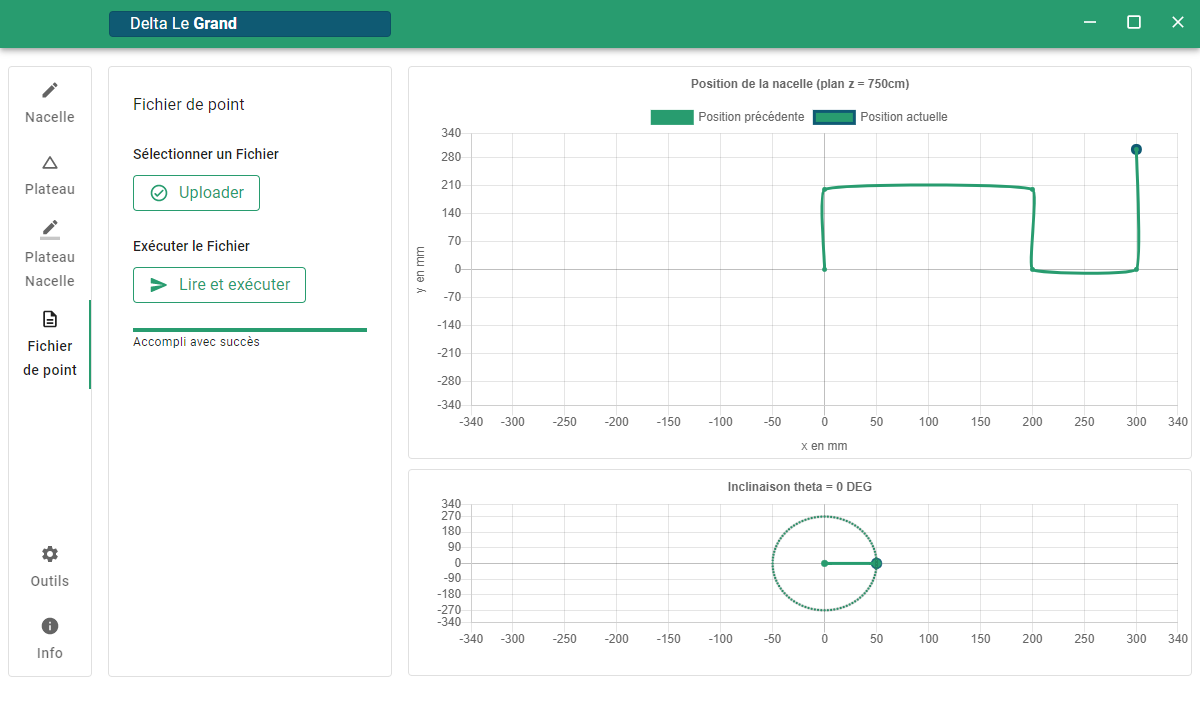 Delta Le Grand
Nacelle
Plateau
Plateau
Nacelle
Fichier
de point
Outils
Info
Fichier de point
Sélectionner un Fichier
Uploader
Exécuter le Fichier
Lire et exécuter
Accompli avec succès
Position de la nacelle (plan z = 750cm)
Position précédente Position actuelle
340
280
210
140
70
0
-70
-140
-210
-280
-340
y en mm
-340 -300 -250 -200 -150 -100 -50 0 50 100 150 200 250 300 340
x en mm
Inclinaison theta = 0 DEG
340
270
180
90
0
-90
-180
-270
-340
-340 -300 -250 -200 -150 -100 -50 0 50 100 150 200 250 300 340